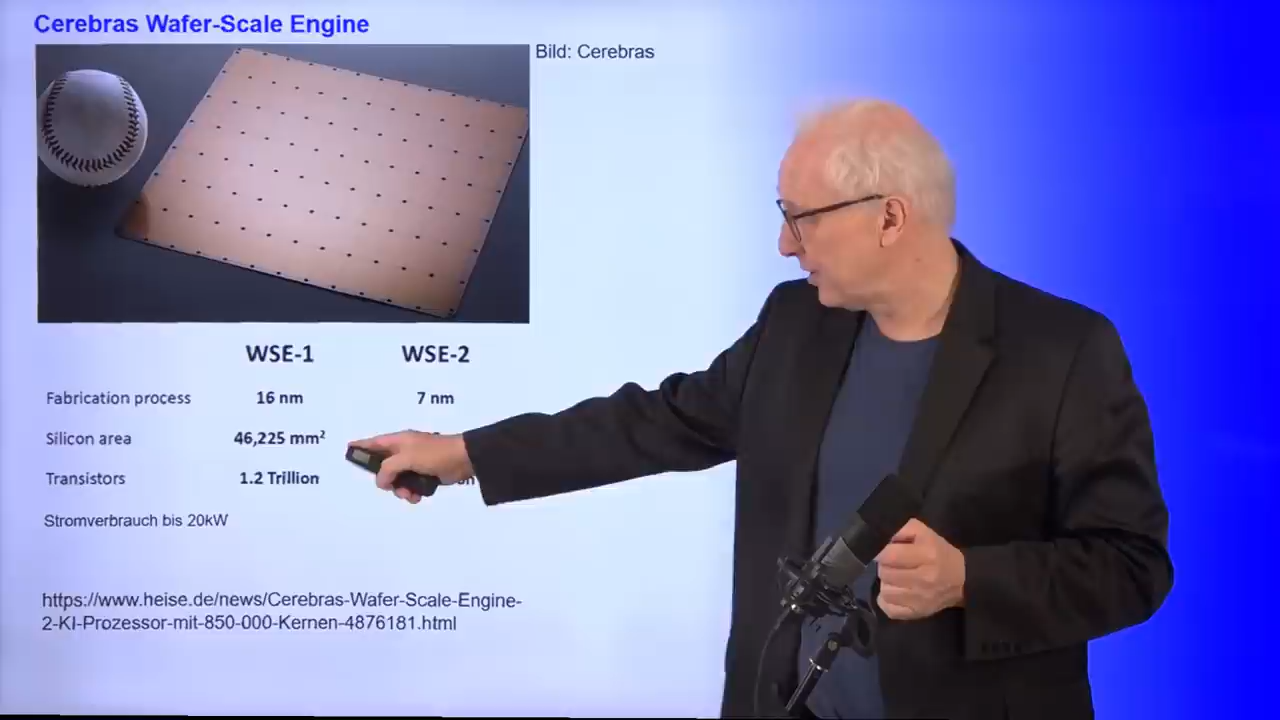 Cerebras Wafer-Scale Engine
Bild: Cerebras
WSE-1 WSE-2
Fabrication process 16 nm 7 nm
Silicon area 46,225 mm²
Transistors 1.2 Trillion
Stromverbrauch bis 20kW
https://www.heise.de/news/Cerebras-Wafer-Scale-Engine-
2-KI-Prozessor-mit-850-000-Kernen-4876181.html